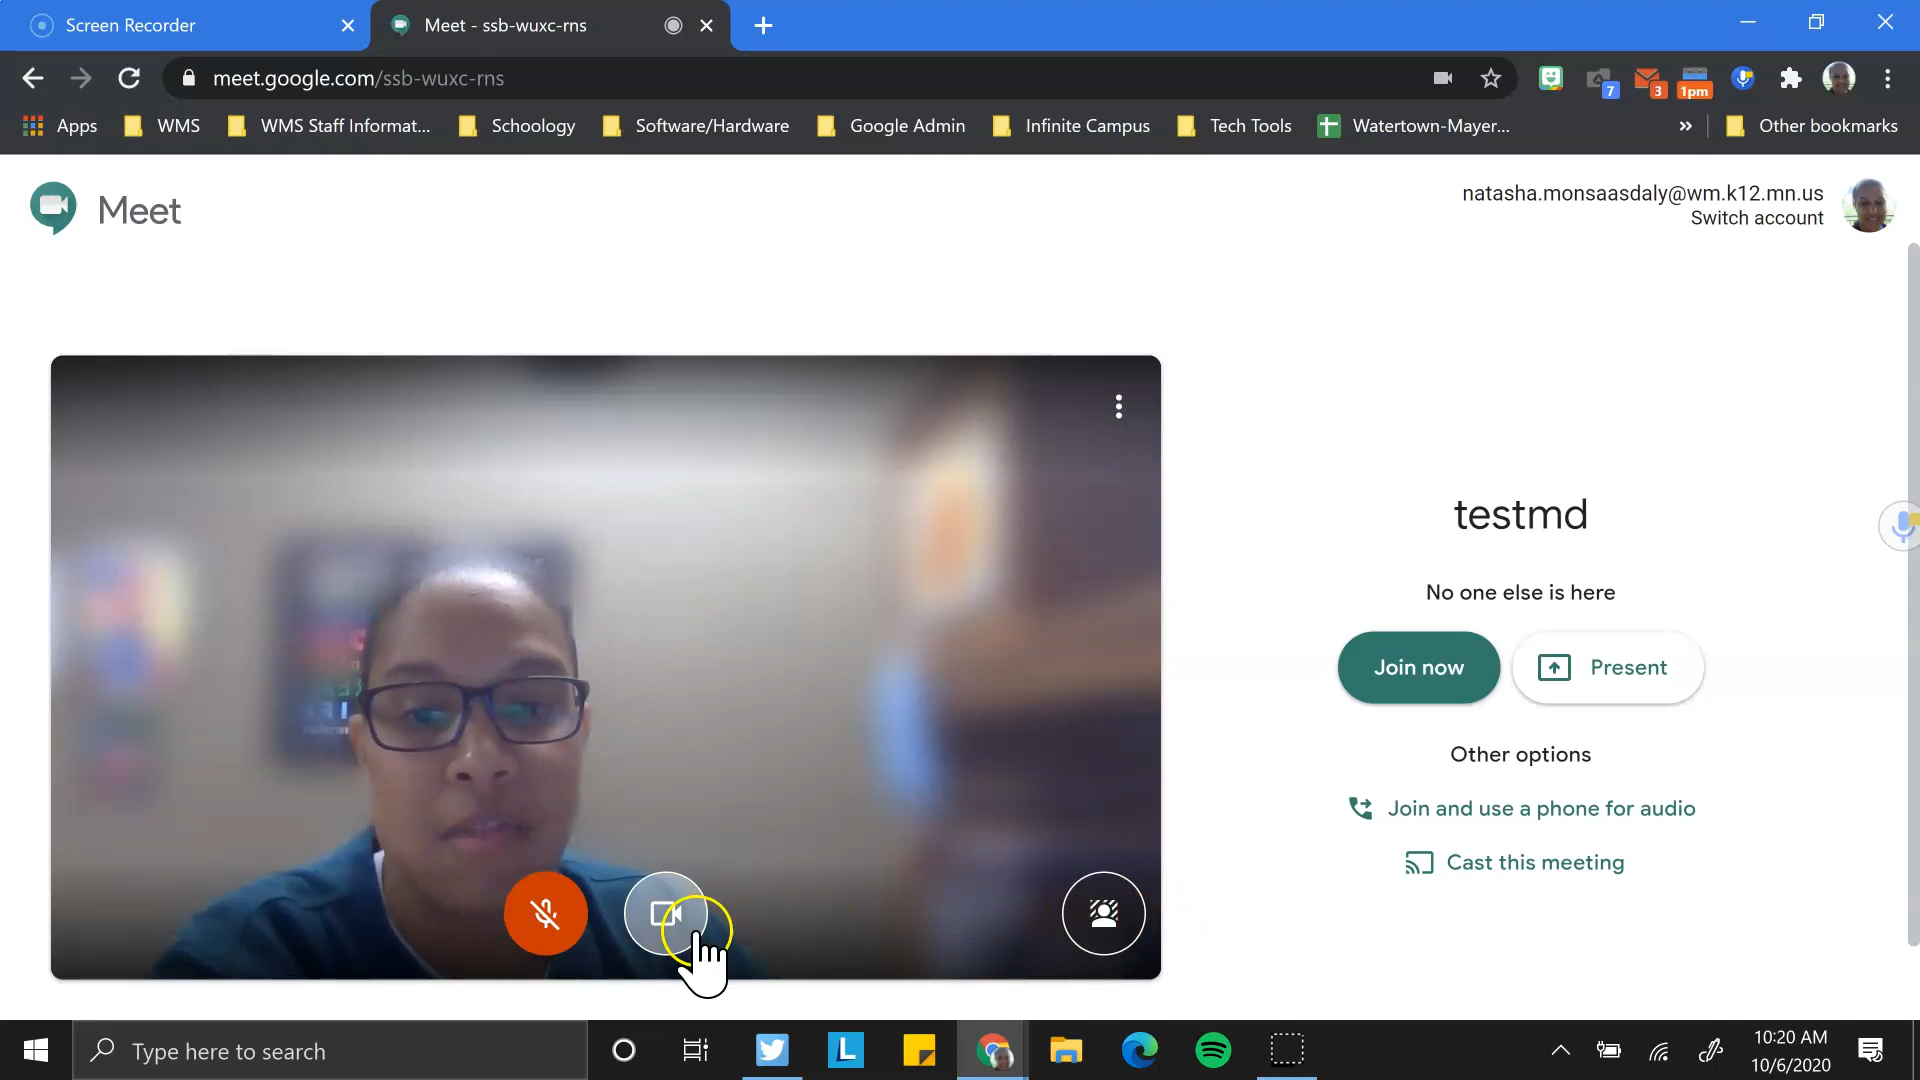 Screen Recorder
Meet - ssb-wuxc-rns
meet.google.com/ssb-wuxc-rns
7
3
1pm
Apps
WMS
WMS Staff Informat...
Schoology
Software/Hardware
Google Admin
Infinite Campus
Tech Tools
Watertown-Mayer...
Other bookmarks
Meet
natasha.monsaasdaly@wm.k12.mn.us
Switch account
testmd
No one else is here
Join now
Present
Other options
Join and use a phone for audio
Cast this meeting
Type here to search
L
10:20 AM
10/6/2020